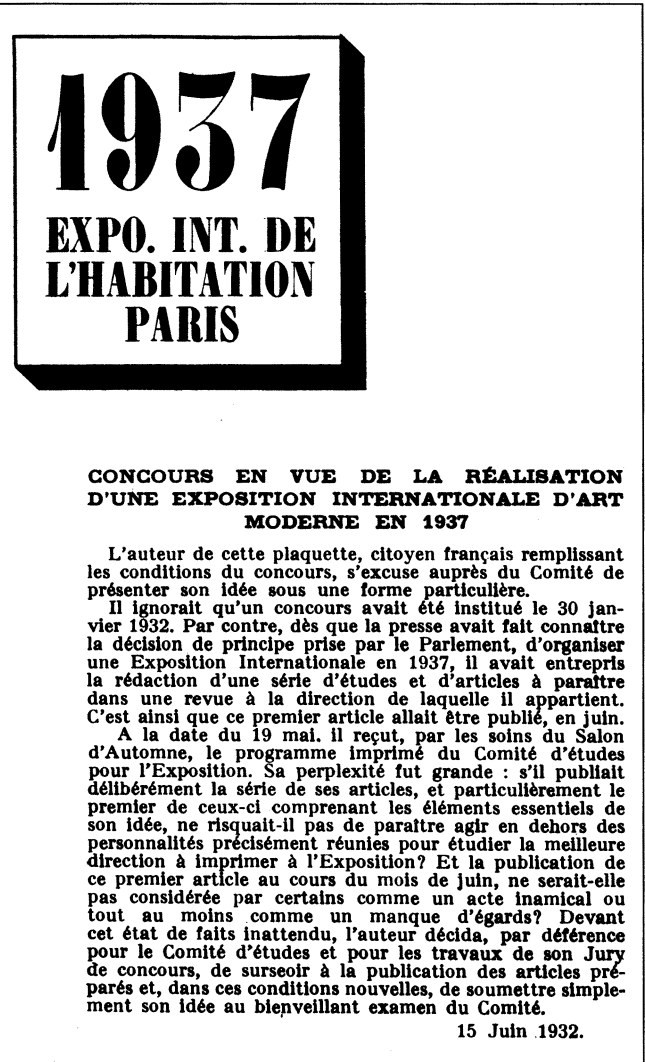 1937
EXPO. INT. DE
L'HABITATION
PARIS
CONCOURS EN VUE DE LA RÉALISATION
D'UNE EXPOSITION INTERNATIONALE D'ART
MODERNE EN 1937
L'auteur de cette plaquette, citoyen français remplissant
les conditions du concours, s'excuse auprès du Comité de
présenter son idée sous une forme particulière.
Il ignorait qu'un concours avait été institué le 30 jan-
vier 1932. Par contre, dès que la presse avait fait connaître
la décision de principe prise par le Parlement, d'organiser
une Exposition Internationale en 1937, il avait entrepris
la rédaction d'une série d'études et d'articles à paraître
dans une revue à la direction de laquelle il appartient.
C'est ainsi que ce premier article allait être publié, en juin.
A la date du 19 mai. il reçut, par les soins du Salon
d'Automne, le programme imprimé du Comité d'études
pour l'Exposition. Sa perplexité fut grande : s'il publiait
délibérément la série de ses articles, et particulièrement le
premier de ceux-ci comprenant les éléments essentiels de
son idée, ne risquait-il pas de paraître agir en dehors des
personnalités précisément réunies pour étudier la meilleure
direction à imprimer à l'Exposition? Et la publication de
ce premier article au cours du mois de juin, ne serait-elle
pas considérée par certains comme un acte inamical ou
tout au moins comme un manque d'égards? Devant
cet état de faits inattendu, l'auteur décida, par déférence
pour le Comité d'études et pour les travaux de son Jury
de concours, de surseoir à la publication des articles pré-
parés et, dans ces conditions nouvelles, de soumettre simple-
ment son idée au bienveillant examen du Comité.
15 Juin 1932.